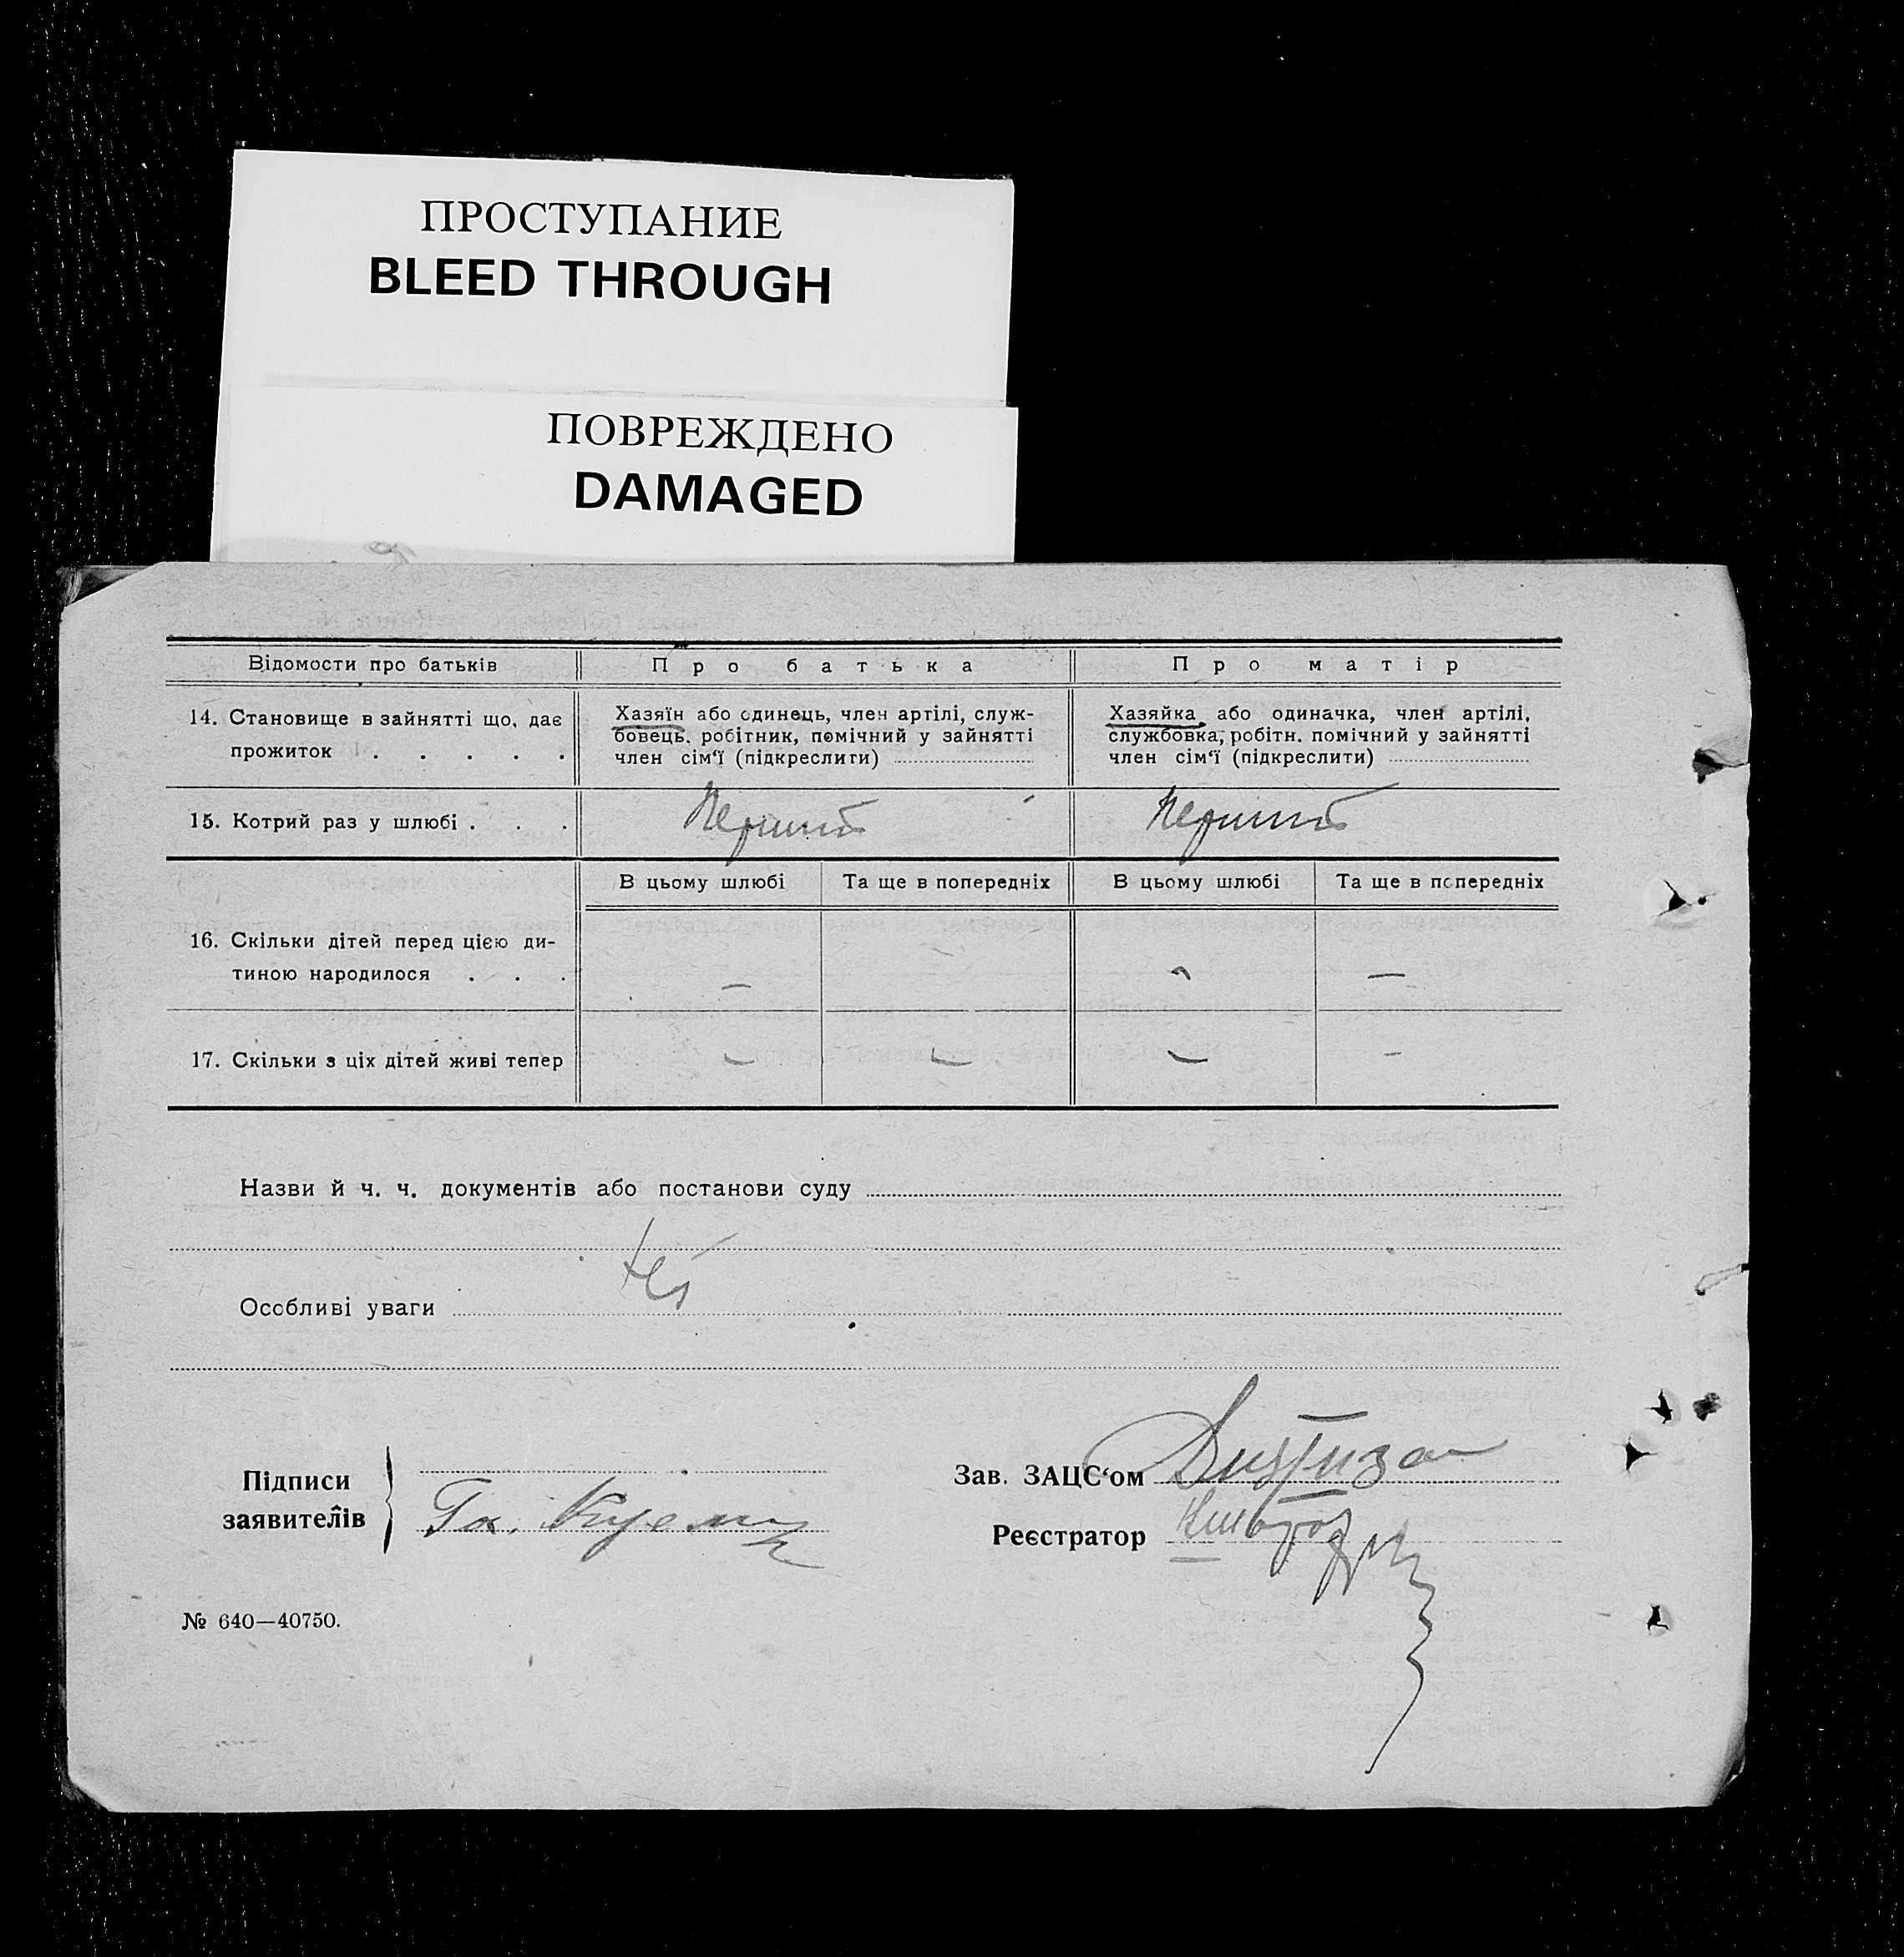 ПРОСТУПАНИЕ
BLEED THROUGH
ПОВРЕЖДЕНО
DAMAGED
Відомости про батьків Про батька Про матір
14. Становище в зайнятті що, дає прожиток . . . . .
Хазяїн або одинець, член артілі, служ-
бовець, робітник, помічний у зайнятті
член сім‘ї (підкреслити)
Хазяйка, або одиначка, член артілі,
службовка, робітн. помічний у зайнятті
член сім‘ї (підкреслити)
15. Котрий раз у шлюбі . . . Перший Перший
В цьому шлюбі Та ще в попередніх В цьому шлюбі Та ще в попередніх
16. Скільки дітей перед цією ди-
тиною народилося . . . — — —
17. Скільки з ціх дітей живі тепер — — — —
Назви й ч. ч. документів або постанови суду
Особливі уваги
Підписи
заявителів
Зав. ЗАЦС‘ом
Реєстратор
№ 640—40750.